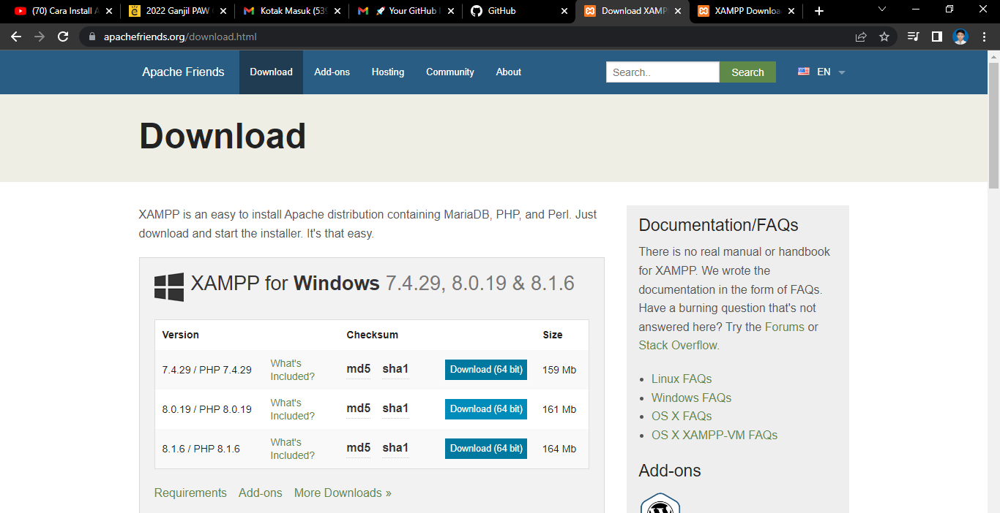 (70) Cara Install A
2022 Ganjil PAW
Kotak Masuk (539
🚀 Your GitHub
GitHub
Download XAMP
XAMPP Downloa
apachefriends.org/download.html
Apache Friends
Download
Add-ons
Hosting
Community
About
Search..
Search
EN
Download
XAMPP is an easy to install Apache distribution containing MariaDB, PHP, and Perl. Just
download and start the installer. It's that easy.
XAMPP for Windows 7.4.29, 8.0.19 & 8.1.6
Version Checksum Size
7.4.29 / PHP 7.4.29 What's Included? md5 sha1 Download (64 bit) 159 Mb
8.0.19 / PHP 8.0.19 What's Included? md5 sha1 Download (64 bit) 161 Mb
8.1.6 / PHP 8.1.6 What's Included? md5 sha1 Download (64 bit) 164 Mb
Requirements Add-ons More Downloads »
Documentation/FAQs
There is no real manual or handbook
for XAMPP. We wrote the
documentation in the form of FAQs.
Have a burning question that's not
answered here? Try the Forums or
Stack Overflow.
• Linux FAQs
• Windows FAQs
• OS X FAQs
• OS X XAMPP-VM FAQs
Add-ons